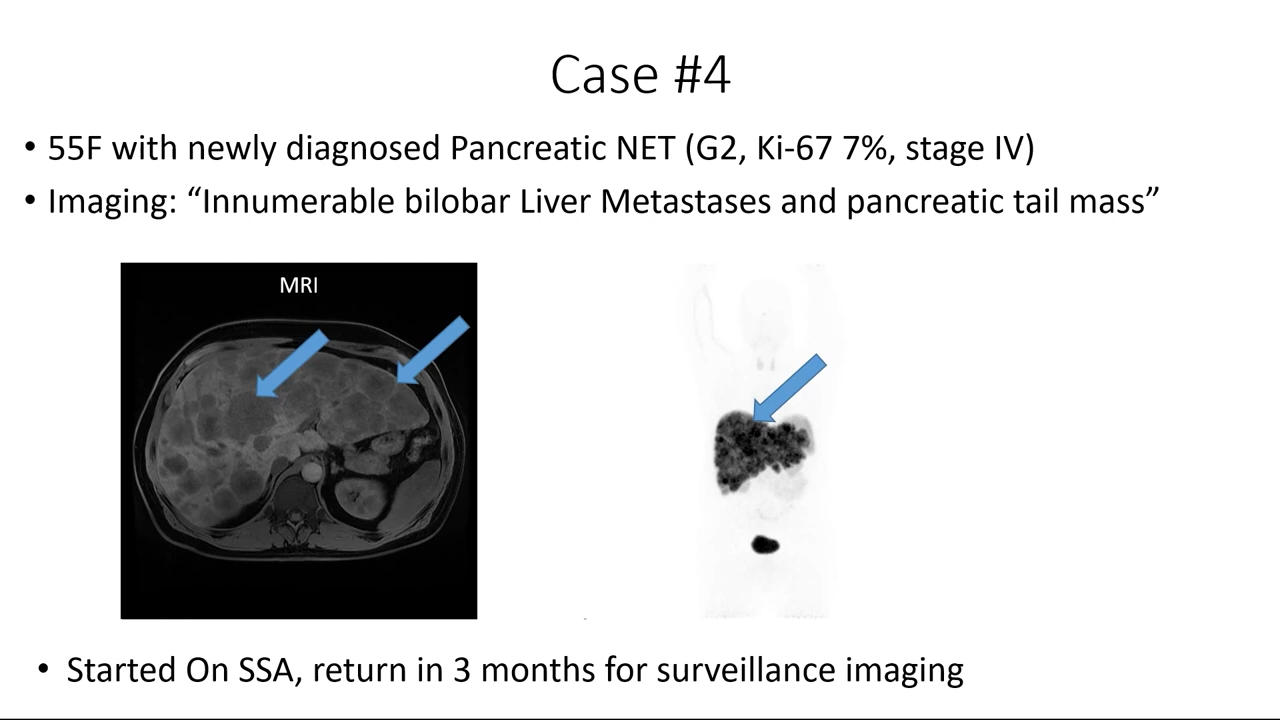 Case #4
• 55F with newly diagnosed Pancreatic NET (G2, Ki-67 7%, stage IV)
• Imaging: “Innumerable bilobar Liver Metastases and pancreatic tail mass”
MRI
• Started On SSA, return in 3 months for surveillance imaging